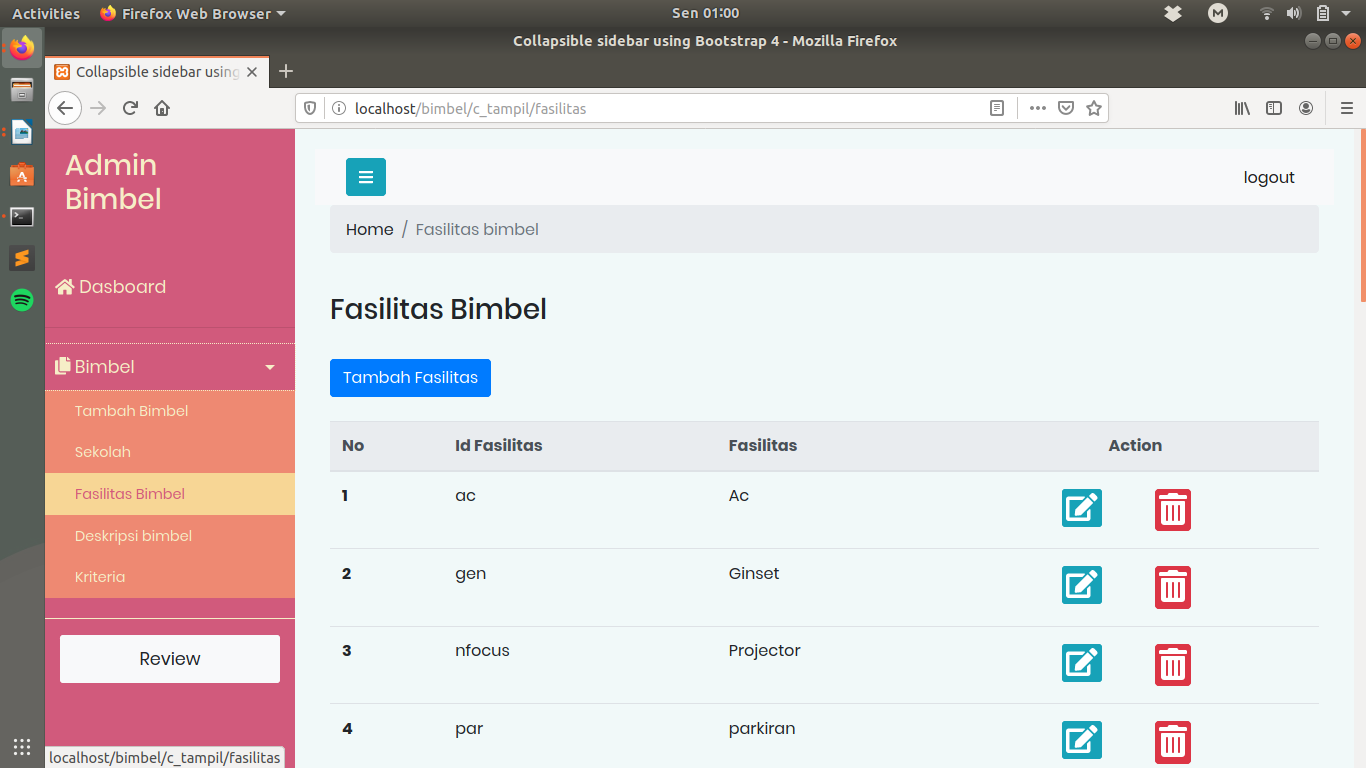 Activities
Firefox Web Browser
Sen 01:00
Collapsible sidebar using Bootstrap 4 - Mozilla Firefox
Collapsible sidebar using
localhost/bimbel/c_tampil/fasilitas
Admin
Bimbel
Dasboard
Bimbel
Tambah Bimbel
Sekolah
Fasilitas Bimbel
Deskripsi bimbel
Kriteria
Review
logout
Home / Fasilitas bimbel
Fasilitas Bimbel
Tambah Fasilitas
No Id Fasilitas Fasilitas Action
1 ac Ac
2 gen Ginset
3 nfocus Projector
4 par parkiran
localhost/bimbel/c_tampil/fasilitas